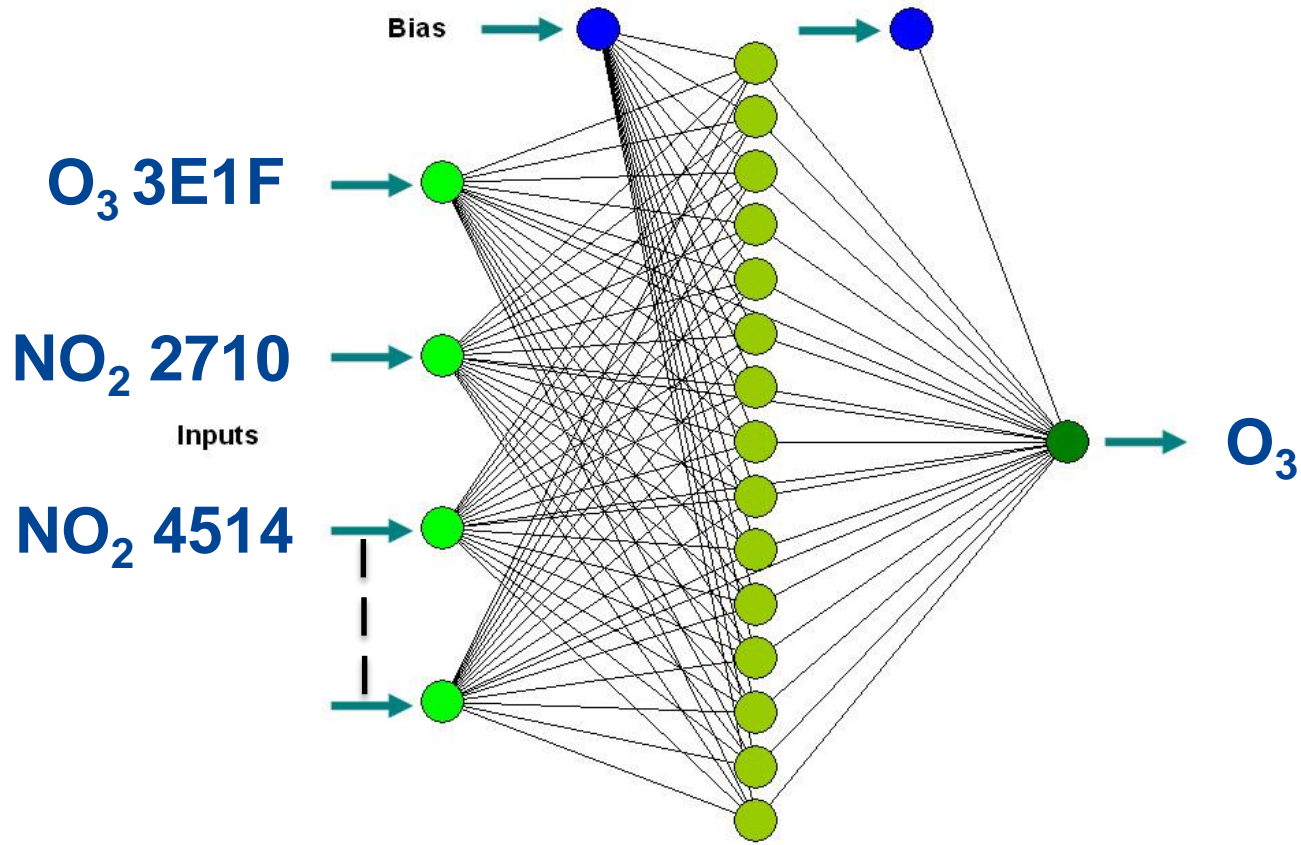 Bias
O₃ 3E1F
NO₂ 2710
Inputs
O₃
NO₂ 4514